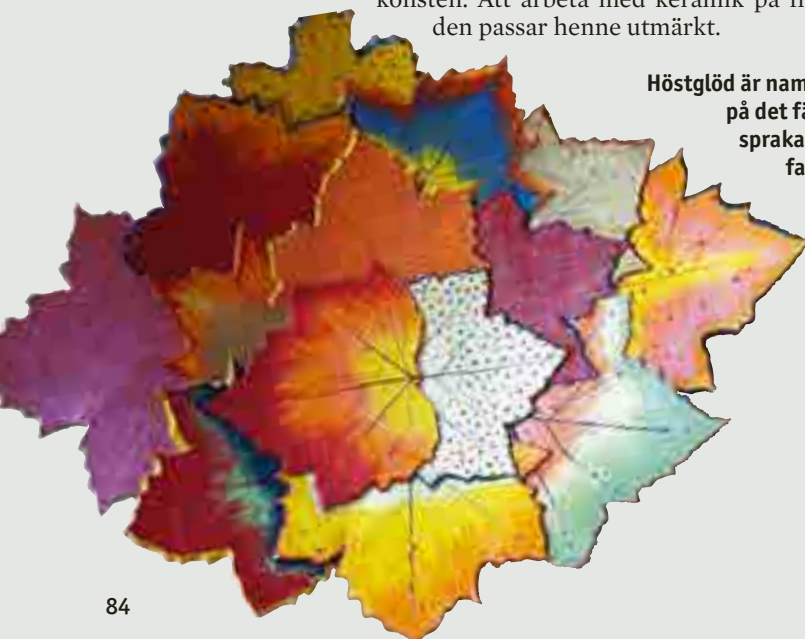 konsten. Att arbeta med keramik på
den passar henne utmärkt.
Höstglöd är nam
på det fä
spraka
fa
84